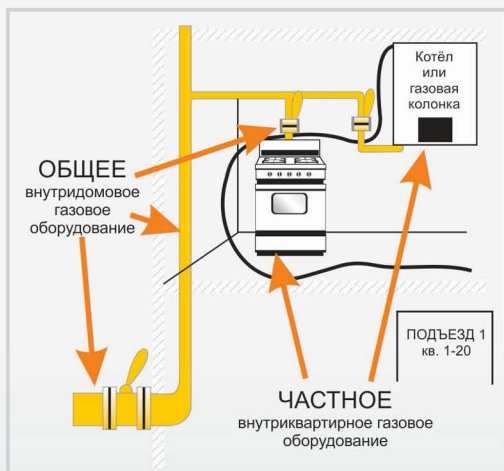 Котёл
или
газовая
колонка
ОБЩЕЕ
внутридомовое
газовое
оборудование
ПОДЪЕЗД 1
кв. 1-20
ЧАСТНОЕ
внутриквартирное газовое
оборудование